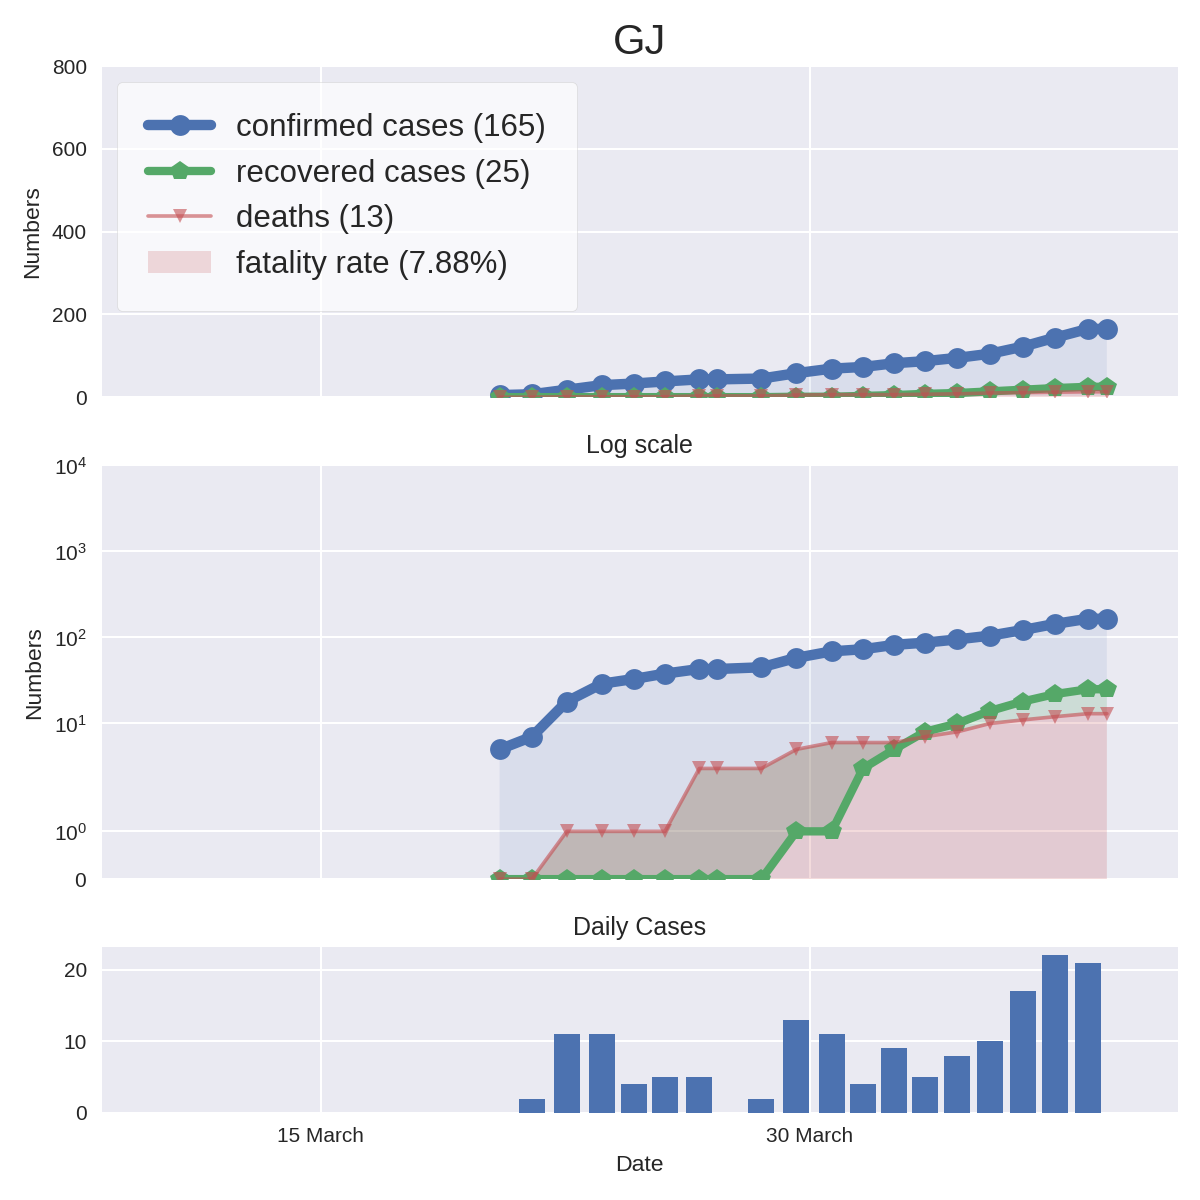 GJ
800
600
400
200
0
Numbers
confirmed cases (165)
recovered cases (25)
deaths (13)
fatality rate (7.88%)
Log scale
10⁴
10³
10²
10¹
10⁰
0
Numbers
Daily Cases
20
10
0
15 March 30 March
Date